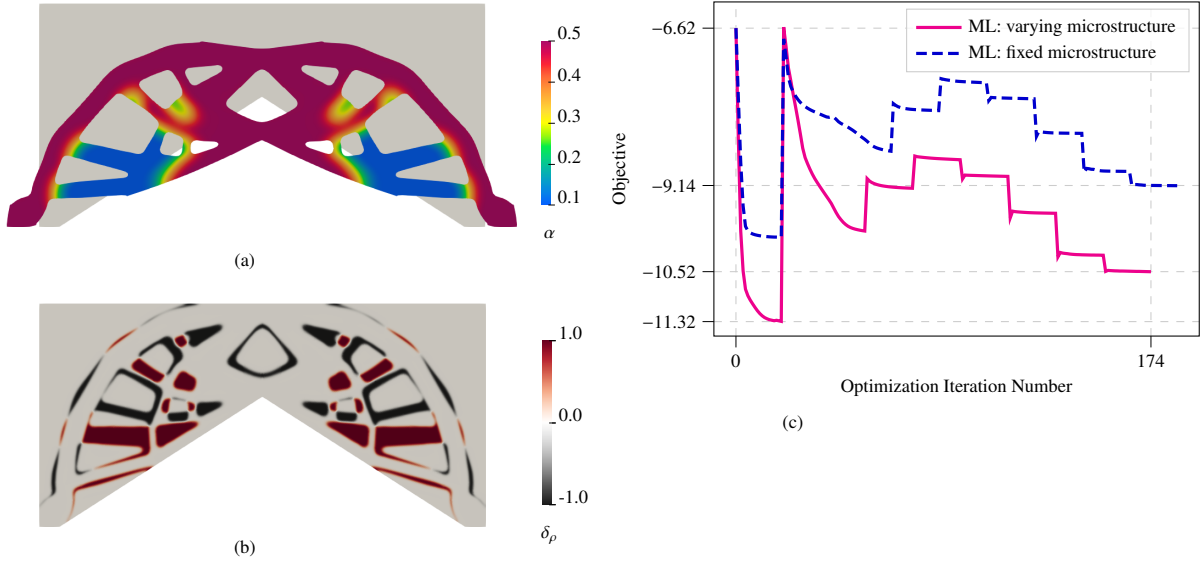 0.5
0.4
0.3
0.2
0.1
α
(a)
1.0
0.0
-1.0
δρ
(b)
−6.62
−9.14
−10.52
−11.32
Objective
ML: varying microstructure
ML: fixed microstructure
0
174
Optimization Iteration Number
(c)